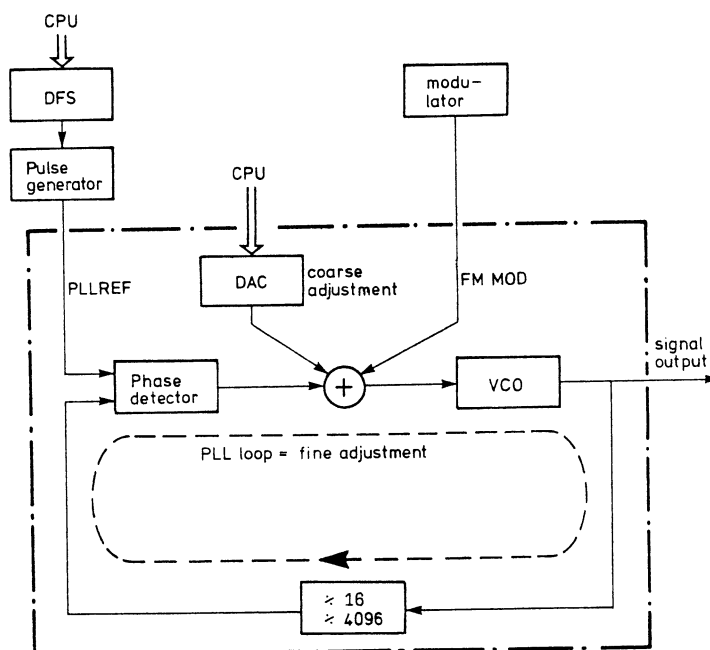 CPU
DFS
Pulse
generator
modu-
lator
CPU
DAC
coarse
adjustment
PLLREF
FM MOD
signal
output
Phase
detector
+
VCO
PLL loop = fine adjustment
÷ 16
÷ 4096